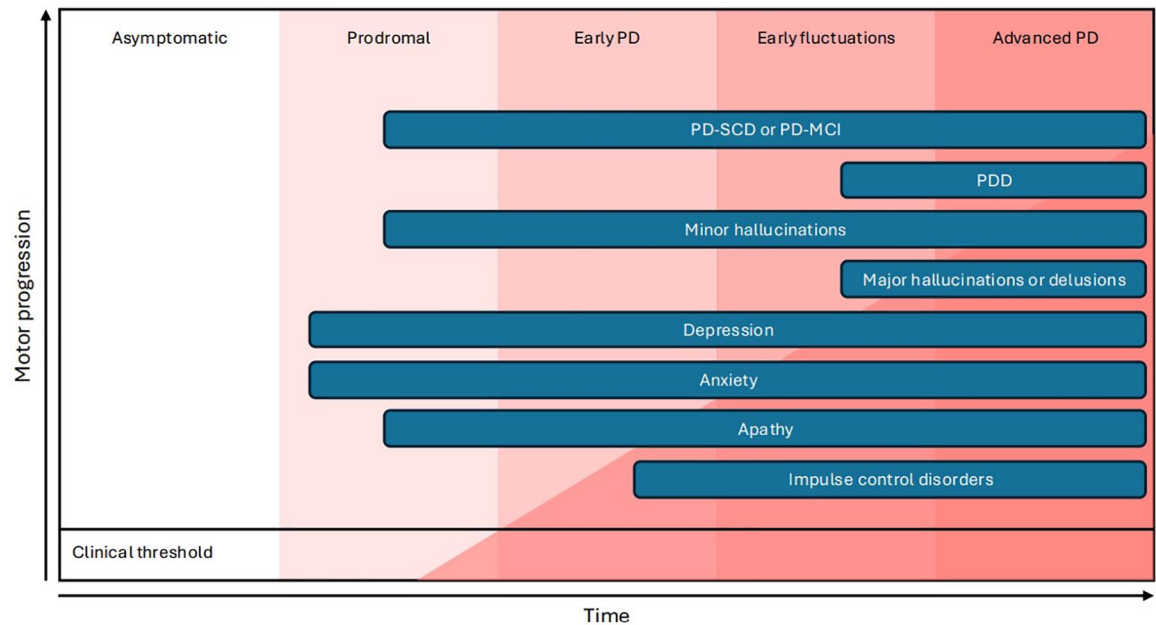 Asymptomatic
Prodromal
Early PD
Early fluctuations
Advanced PD
PD-SCD or PD-MCI
PDD
Minor hallucinations
Major hallucinations or delusions
Depression
Anxiety
Apathy
Impulse control disorders
Clinical threshold
Motor progression
Time